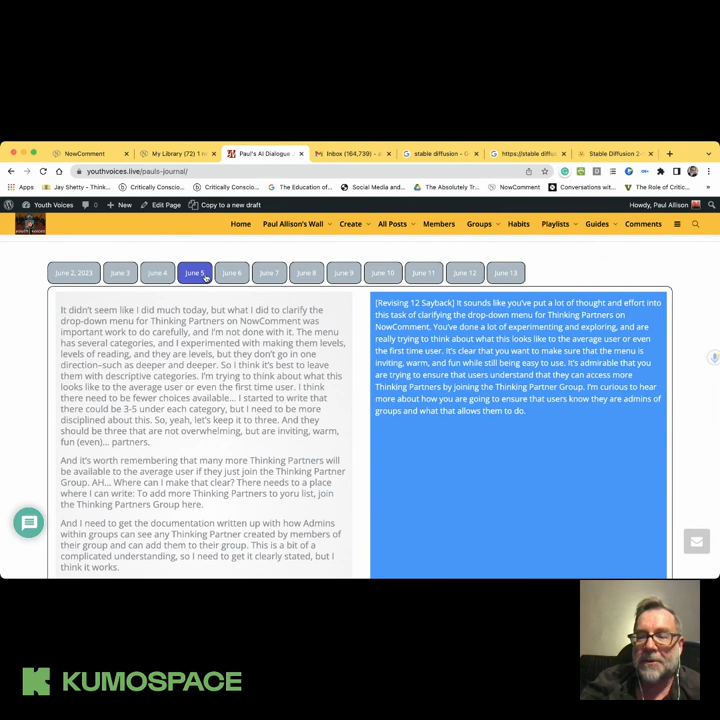 NowComment
My Library (72) 1-
Paul's AI Dialogue
Inbox (164,739) - a
stable diffusion - G
https://stable diffu
Stable Diffusion 2-
youthvoices.live/pauls-journal/
Apps
Jay Shetty - Think...
Critically Conscio...
Critically Conscio...
The Education of...
Social Media and...
The Absolutely Tr...
NowComment
Conversations wit...
The Role of Critic...
Youth Voices
0
New
Edit Page
Copy to a new draft
Howdy, Paul Allison
Home
Paul Allison's Wall
Create
All Posts
Members
Groups
Habits
Playlists
Guides
Comments
June 2, 2023
June 3
June 4
June 5
June 6
June 7
June 8
June 9
June 10
June 11
June 12
June 13
It didn't seem like I did much today, but what I did to clarify the
drop-down menu for Thinking Partners on NowComment was
important work to do carefully, and I'm not done with it. The menu
has several categories, and I experimented with making them levels,
levels of reading, and they are levels, but they don't go in one
direction–such as deeper and deeper. So I think it's best to leave
them with descriptive categories. I'm trying to think about what this
looks like to the average user or even the first time user. I think
there need to be fewer choices available... I started to write that
there could be 3-5 under each category, but I need to be more
disciplined about this. So, yeah, let's keep it to three. And they
should be three that are not overwhelming, but are inviting, warm,
fun (even)... partners.
And it's worth remembering that many more Thinking Partners will
be available to the average user if they just join the Thinking Partner
Group. AH... Where can I make that clear? There needs to a place
where I can write: To add more Thinking Partners to yoru list, join
the Thinking Partners Group here.
And I need to get the documentation written up with how Admins
within groups can see any Thinking Partner created by members of
their group and can add them to their group. This is a bit of a
complicated understanding, so I need to get it clearly stated, but I
think it works.
[Revising 12 Sayback] It sounds like you've put a lot of thought and effort into
this task of clarifying the drop-down menu for Thinking Partners on
NowComment. You've done a lot of experimenting and exploring, and are
really trying to think about what this looks like to the average user or even
the first time user. It's clear that you want to make sure that the menu is
inviting, warm, and fun while still being easy to use. It's admirable that you
are trying to ensure that users understand that they can access more
Thinking Partners by joining the Thinking Partner Group. I'm curious to hear
more about how you are going to ensure that users know they are admins of
groups and what that allows them to do.
KUMOSPACE